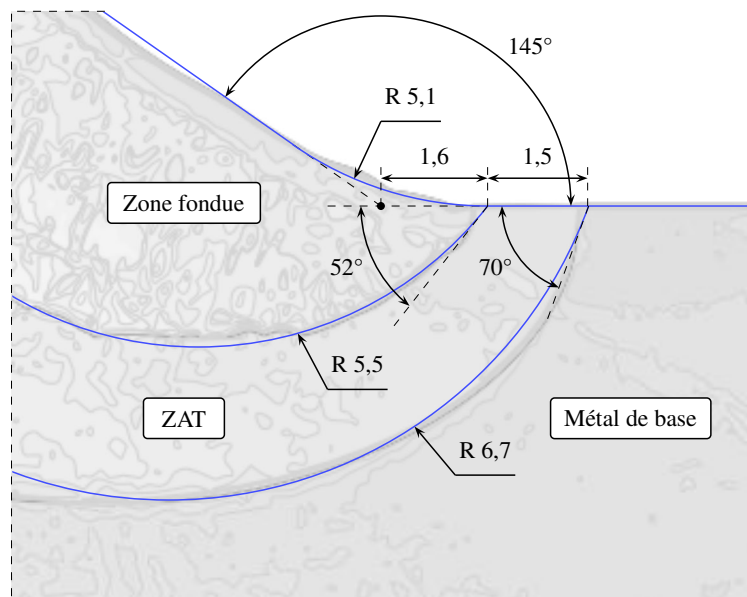 145°
R 5,1
1,6
1,5
Zone fondue
52°
70°
R 5,5
ZAT
Métal de base
R 6,7